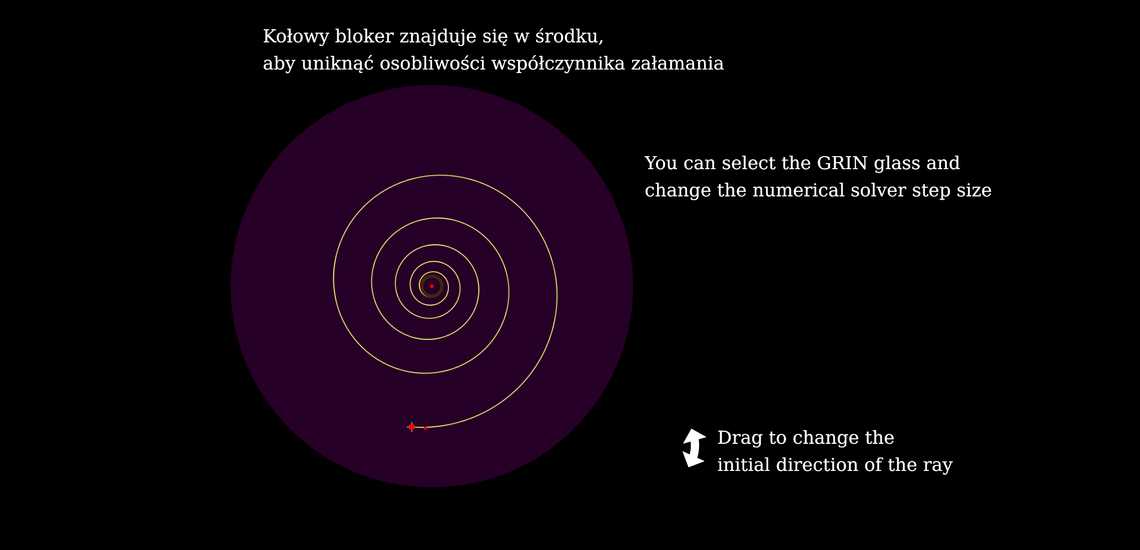 Kołowy bloker znajduje się w środku,
aby uniknąć osobliwości współczynnika załamania
You can select the GRIN glass and
change the numerical solver step size
Drag to change the
initial direction of the ray